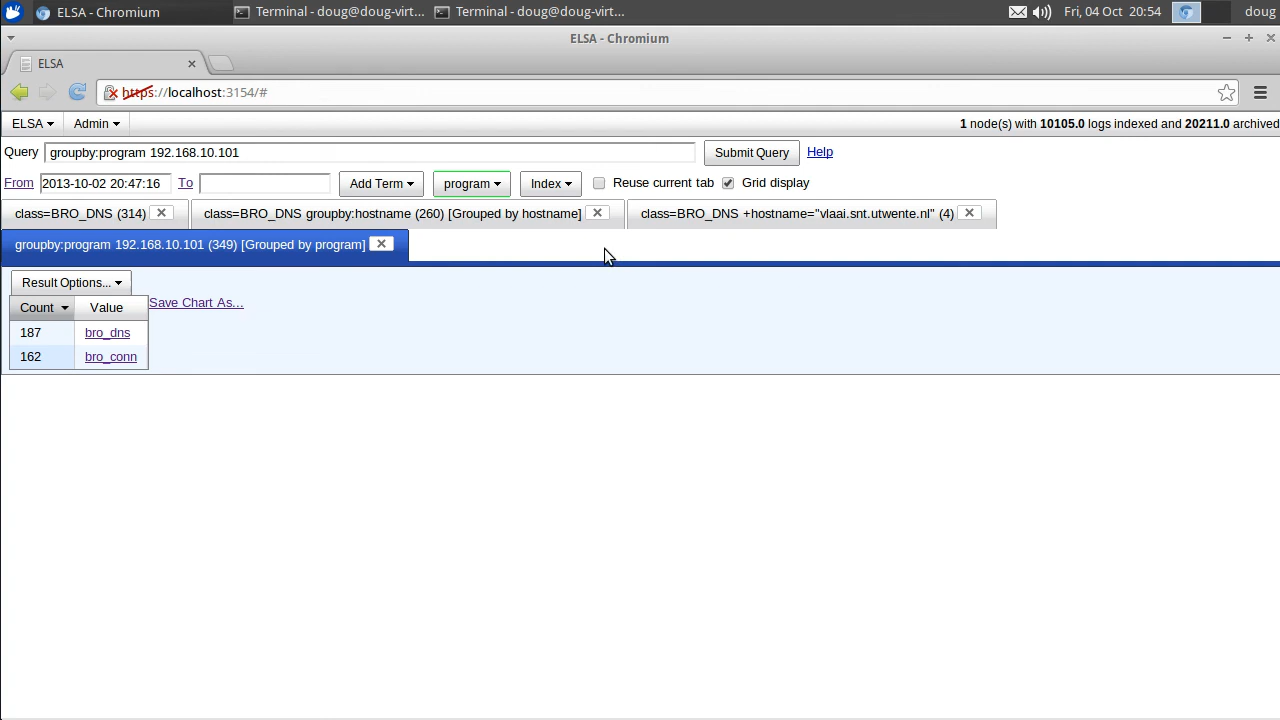 ELSA - Chromium
Terminal - doug@doug-virt...
Terminal - doug@doug-virt...
Fri, 04 Oct 20:54
doug
ELSA - Chromium
ELSA
https://localhost:3154/#
ELSA
Admin
1 node(s) with 10105.0 logs indexed and 20211.0 archived
Query
groupby:program 192.168.10.101
Submit Query
Help
From
2013-10-02 20:47:16
To
Add Term
program
Index
Reuse current tab
Grid display
class=BRO_DNS (314)
class=BRO_DNS groupby:hostname (260) [Grouped by hostname]
class=BRO_DNS +hostname="vlaai.snt.utwente.nl" (4)
groupby:program 192.168.10.101 (349) [Grouped by program]
Result Options...
Save Chart As...
Count Value
187 bro_dns
162 bro_conn